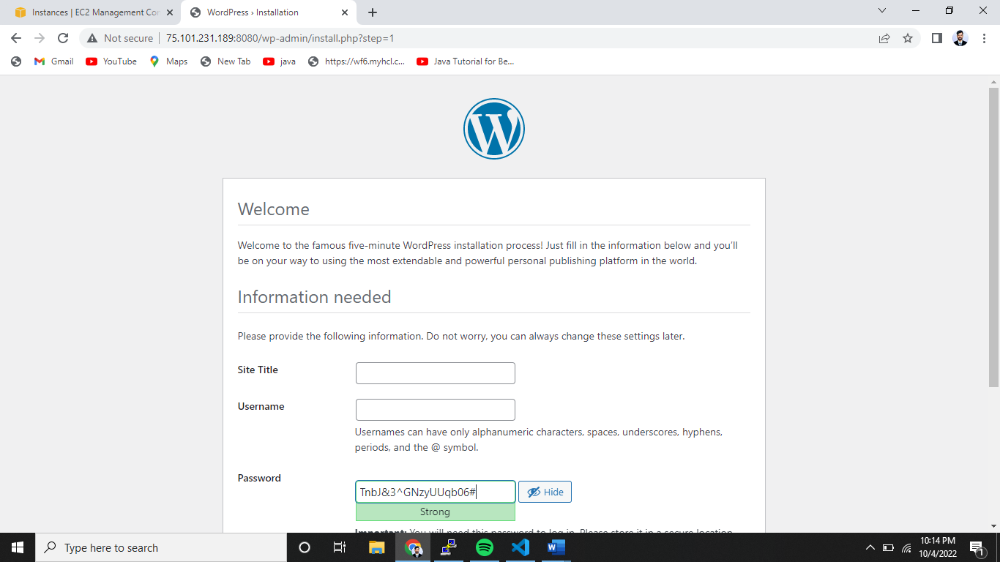 Instances | EC2 Management Con
WordPress › Installation
Not secure
75.101.231.189:8080/wp-admin/install.php?step=1
Gmail
YouTube
Maps
New Tab
java
https://wf6.myhcl.c...
Java Tutorial for Be...
Welcome
Welcome to the famous five-minute WordPress installation process! Just fill in the information below and you'll
be on your way to using the most extendable and powerful personal publishing platform in the world.
Information needed
Please provide the following information. Do not worry, you can always change these settings later.
Site Title
Username
Usernames can have only alphanumeric characters, spaces, underscores, hyphens,
periods, and the @ symbol.
Password
TnbJ&3^GNzyUUqb06#
Hide
Strong
Important: You will need this password to log in. Please store it in a secure location.
Type here to search
10:14 PM
10/4/2022
1